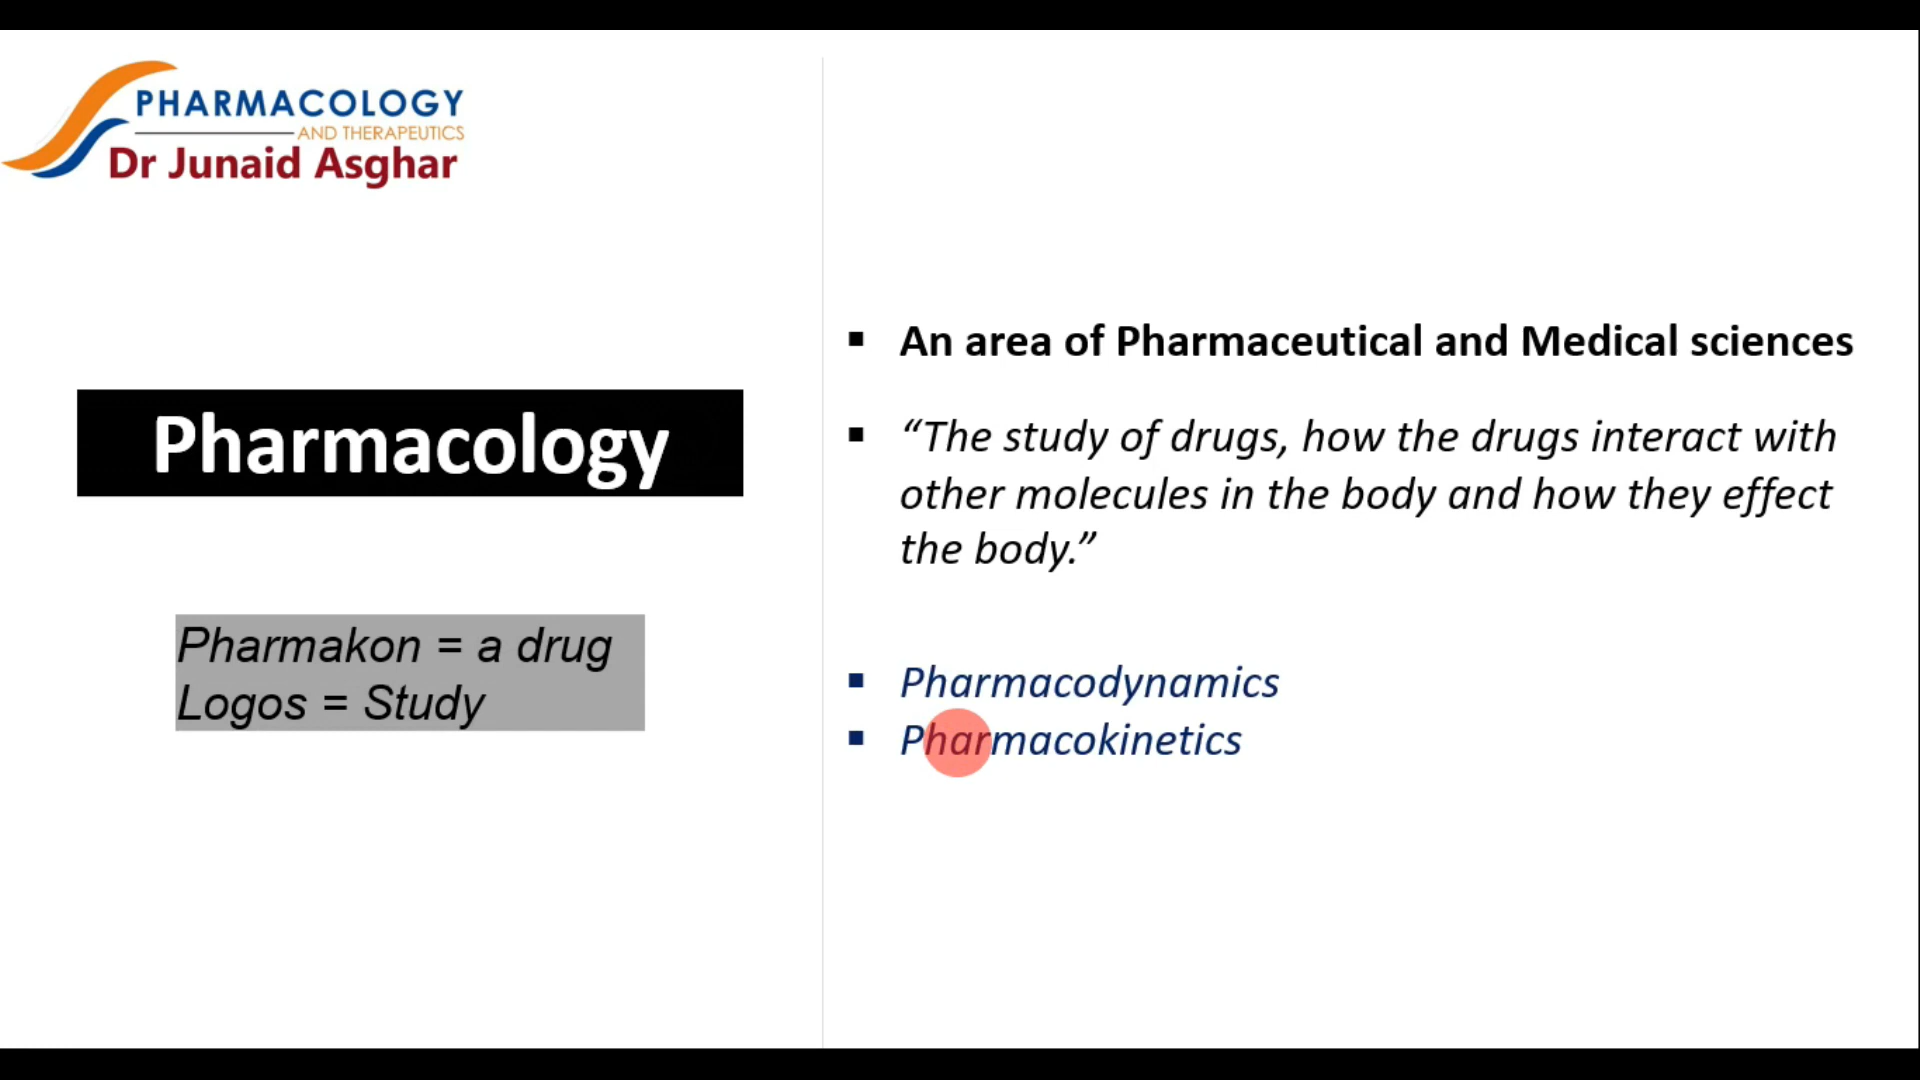 PHARMACOLOGY
AND THERAPEUTICS
Dr Junaid Asghar
Pharmacology
Pharmakon = a drug
Logos = Study
▪ An area of Pharmaceutical and Medical sciences
▪ “The study of drugs, how the drugs interact with
other molecules in the body and how they effect
the body.”
▪ Pharmacodynamics
▪ Pharmacokinetics